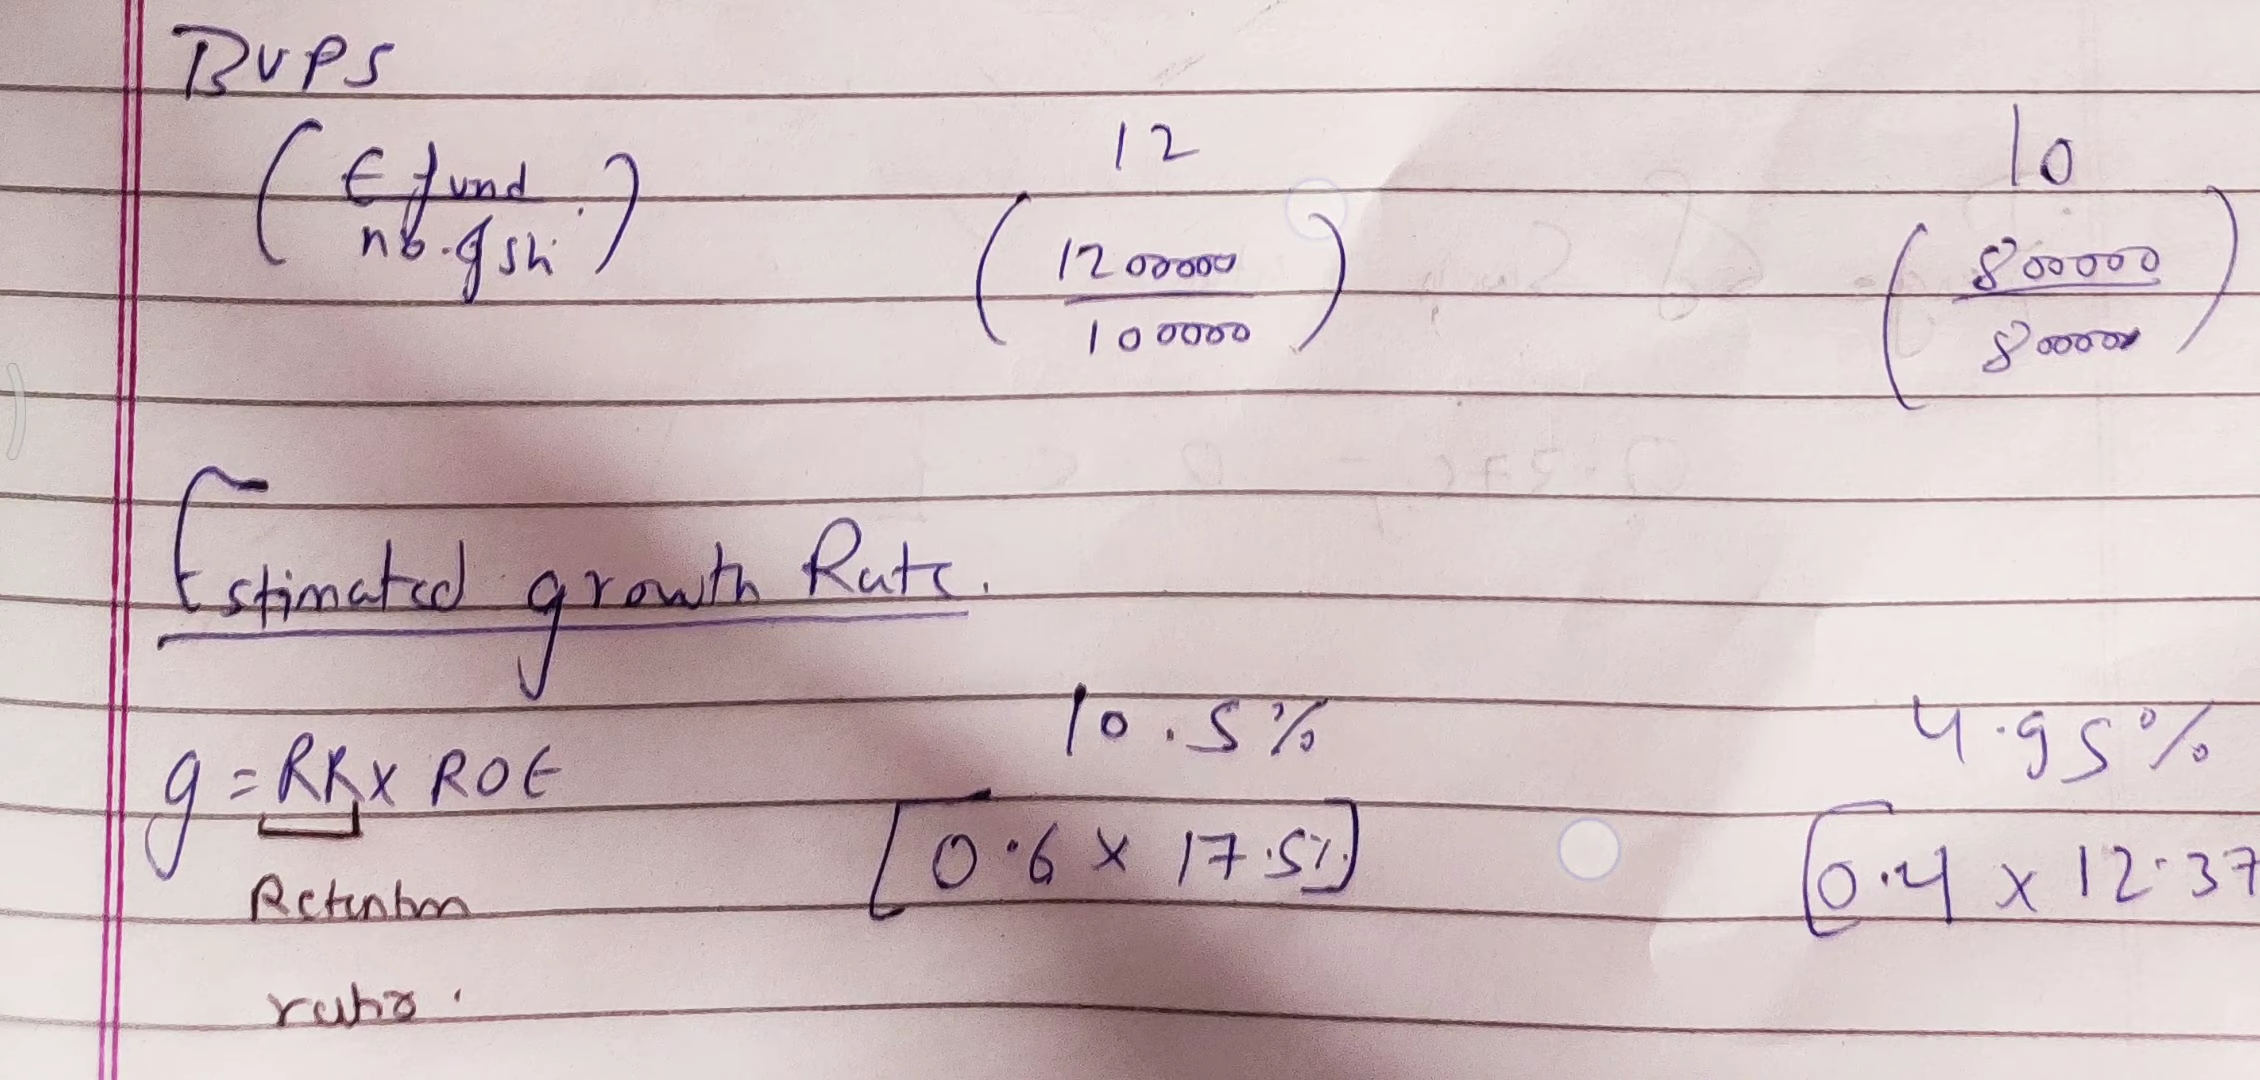 BVPS
(E fund / no. of sh.) 12 (1200000 / 100000) 10 (800000 / 80000)
Estimated growth Rate.
10.5% 4.95%
g = RR x ROE [0.6 x 17.5%] [0.4 x 12.37
Retention
ratio.